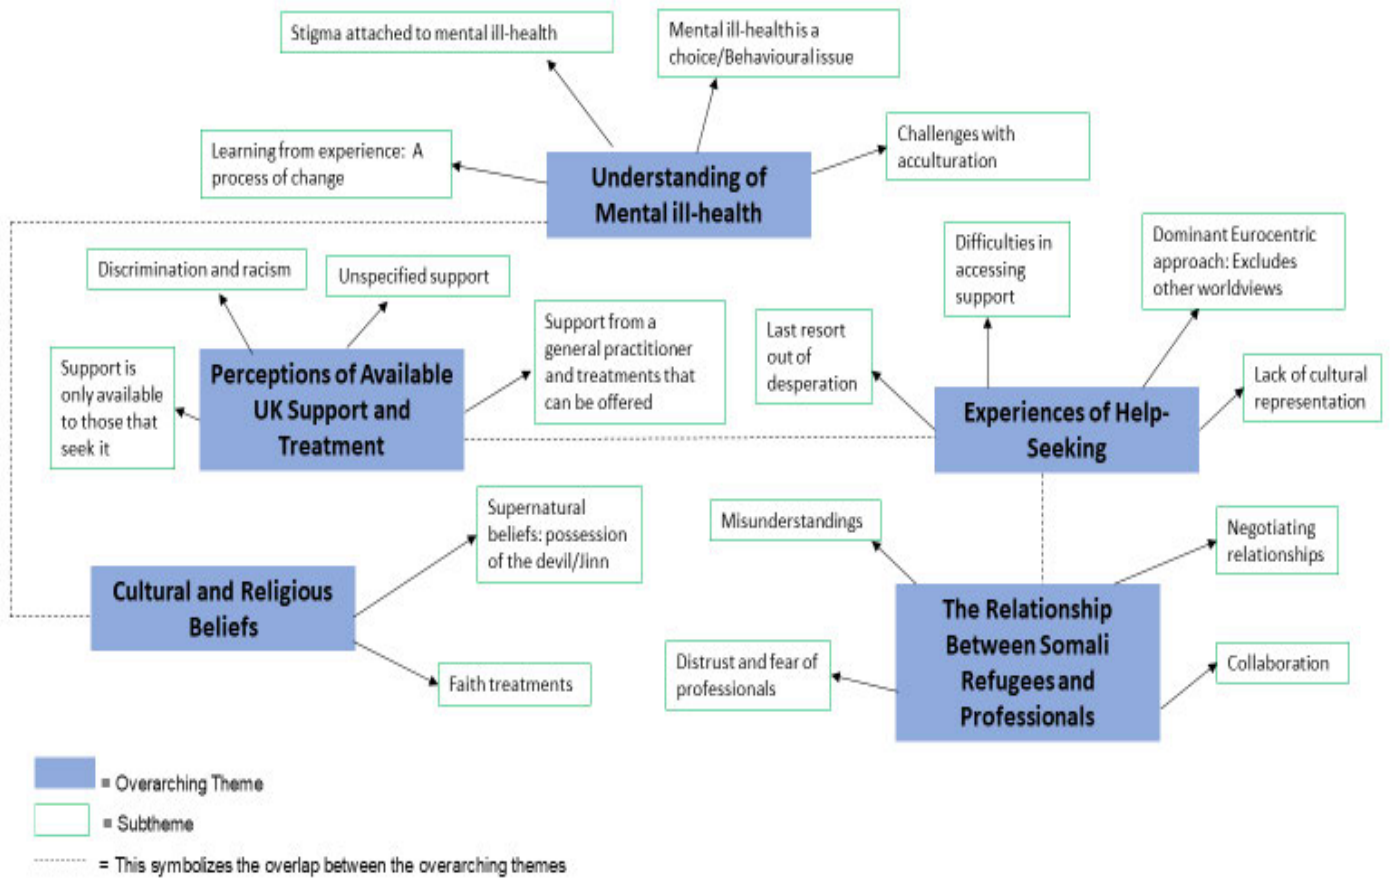 Stigma attached to mental ill-health
Mental ill-health is a
choice/Behavioural issue
Learning from experience: A
process of change
Challenges with
acculturation
Understanding of
Mental ill-health
Discrimination and racism
Unspecified support
Support is
only available
to those that
seek it
Support from a
general practitioner
and treatments that
can be offered
Perceptions of Available
UK Support and
Treatment
Difficulties in
accessing
support
Dominant Eurocentric
approach: Excludes
other worldviews
Last resort
out of
desperation
Lack of cultural
representation
Experiences of Help-
Seeking
Supernatural
beliefs: possession
of the devil/Jinn
Cultural and Religious
Beliefs
Faith treatments
Misunderstandings
Negotiating
relationships
The Relationship
Between Somali
Refugees and
Professionals
Distrust and fear of
professionals
Collaboration
= Overarching Theme
= Subtheme
= This symbolizes the overlap between the overarching themes